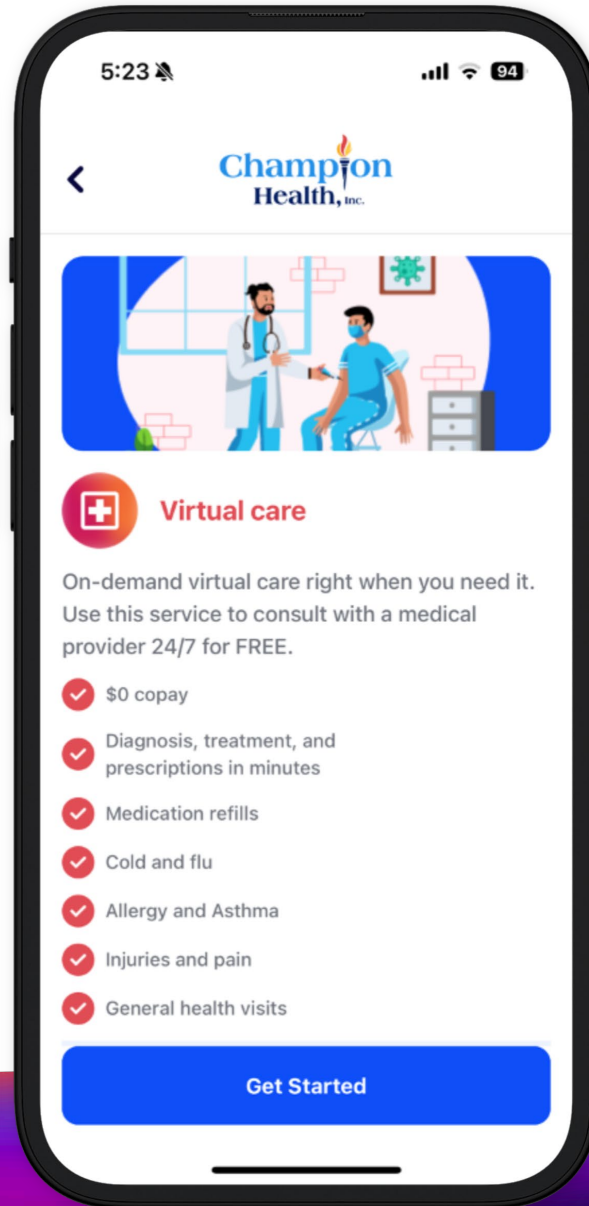 5:23
94
Champion
Health, Inc.
Virtual care
On-demand virtual care right when you need it.
Use this service to consult with a medical
provider 24/7 for FREE.
$0 copay
Diagnosis, treatment, and
prescriptions in minutes
Medication refills
Cold and flu
Allergy and Asthma
Injuries and pain
General health visits
Get Started